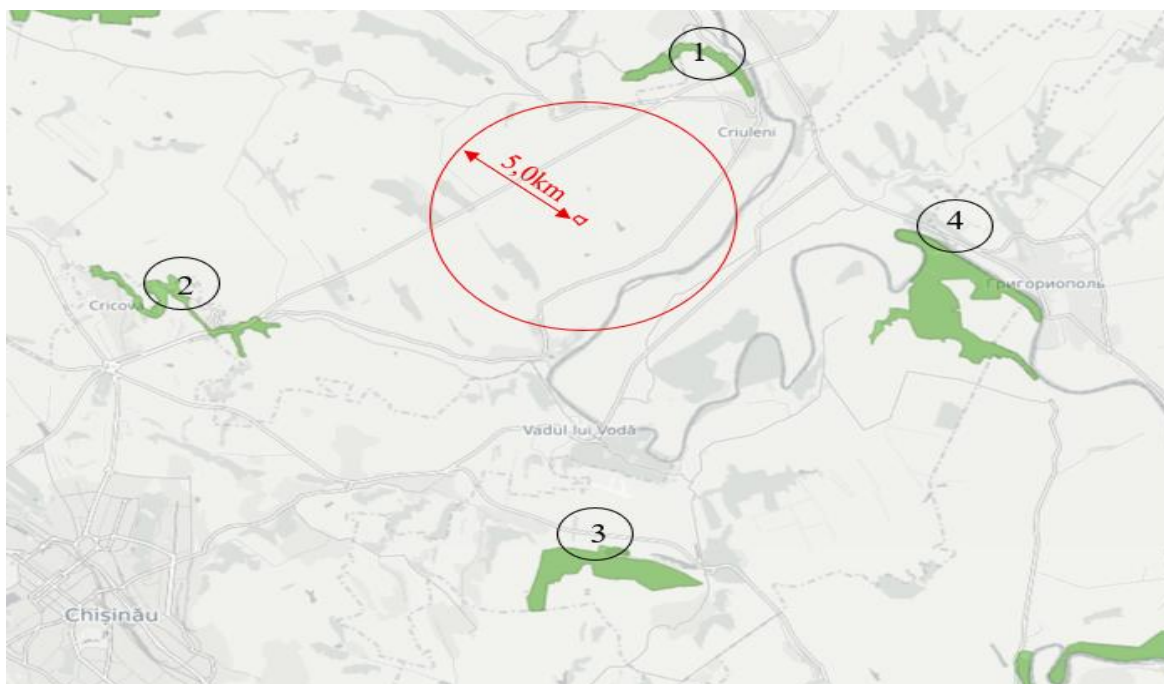 1
Criuleni
5,0km
4
Григориополь
2
Cricova
Vadul lui Vodă
3
Chișinău